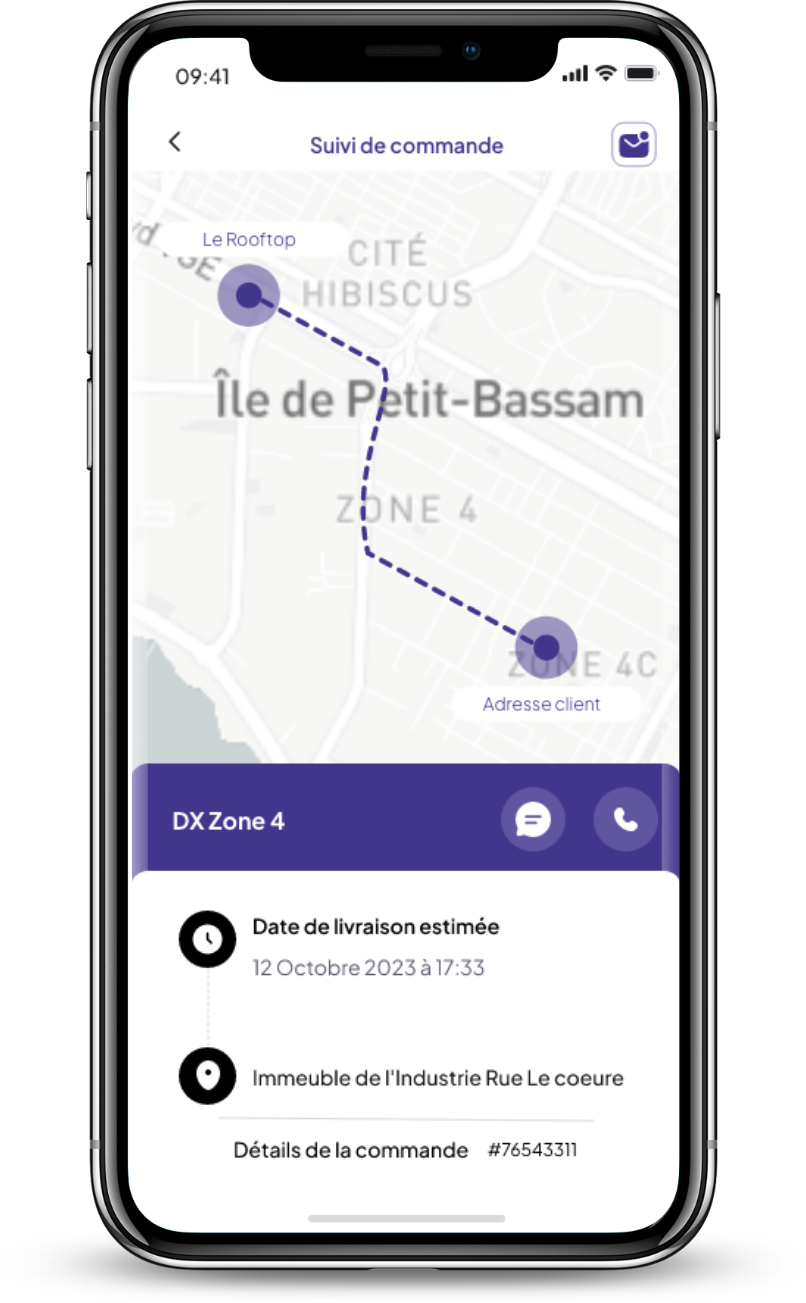 09:41
Suivi de commande
Le Rooftop
CITÉ
HIBISCUS
Île de Petit-Bassam
ZONE 4
ZONE 4C
Adresse client
DX Zone 4
Date de livraison estimée
12 Octobre 2023 à 17:33
Immeuble de l'Industrie Rue Le coeure
Détails de la commande #76543311